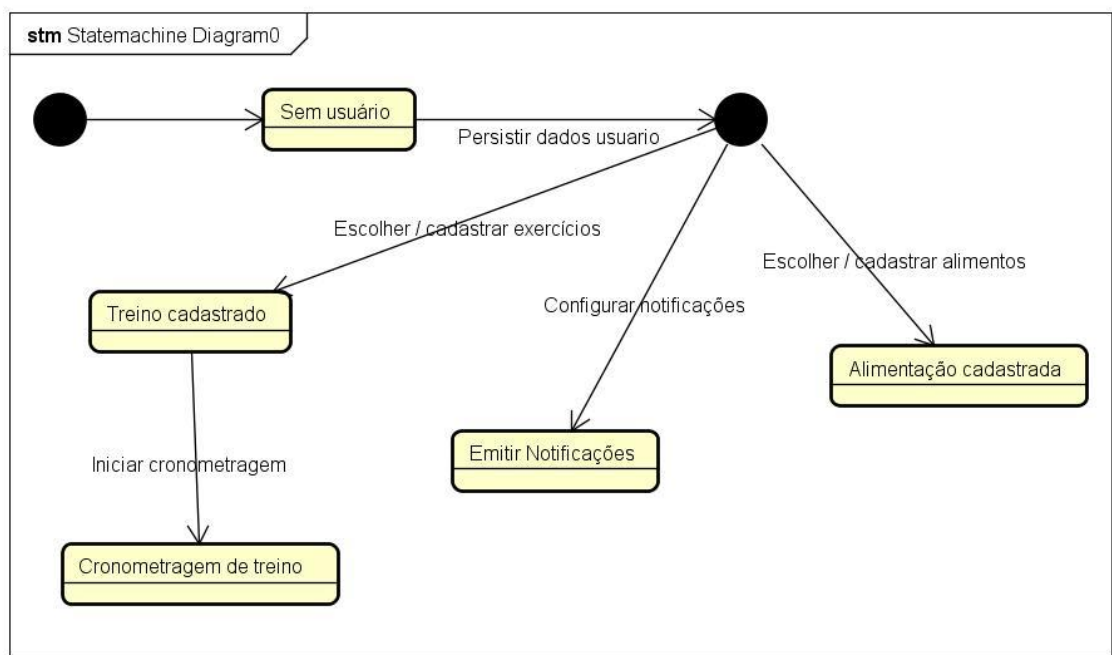 stm Statemachine Diagram0
Sem usuário
Persistir dados usuario
Escolher / cadastrar exercícios
Escolher / cadastrar alimentos
Configurar notificações
Treino cadastrado
Alimentação cadastrada
Emitir Notificações
Iniciar cronometragem
Cronometragem de treino